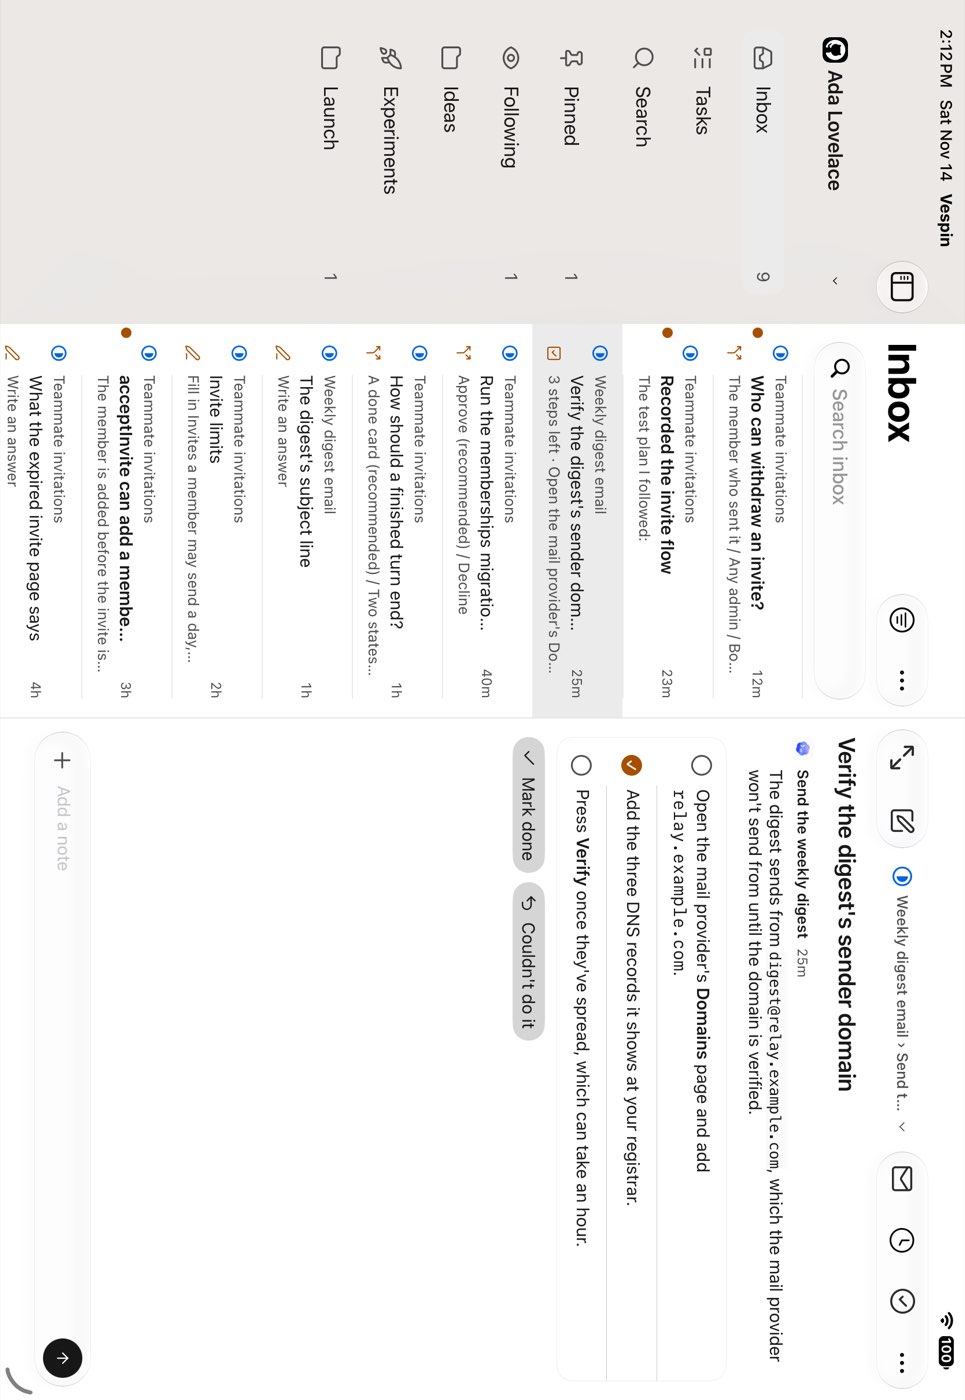 2:12 PM Sat Nov 14 Vespin
100
Ada Lovelace
Inbox 9
Tasks
Search
Pinned 1
Following 1
Ideas
Experiments
Launch 1
Inbox
Search inbox
Teammate invitations
Who can withdraw an invite? 12m
The member who sent it / Any admin / Bo...
Teammate invitations
Recorded the invite flow 23m
The test plan I followed:
Weekly digest email
Verify the digest's sender dom... 25m
3 steps left · Open the mail provider's Do...
Teammate invitations
Run the memberships migratio... 40m
Approve (recommended) / Decline
Teammate invitations
How should a finished turn end? 1h
A done card (recommended) / Two states...
Weekly digest email
The digest's subject line 1h
Write an answer
Teammate invitations
Invite limits 2h
Fill in Invites a member may send a day,...
Teammate invitations
acceptInvite can add a membe... 3h
The member is added before the invite is...
Teammate invitations
What the expired invite page says 4h
Write an answer
Weekly digest email › Send t...
Verify the digest's sender domain
Send the weekly digest 25m
The digest sends from digest@relay.example.com, which the mail provider
won't send from until the domain is verified.
Open the mail provider's Domains page and add
relay.example.com.
Add the three DNS records it shows at your registrar.
Press Verify once they've spread, which can take an hour.
Mark done
Couldn't do it
Add a note